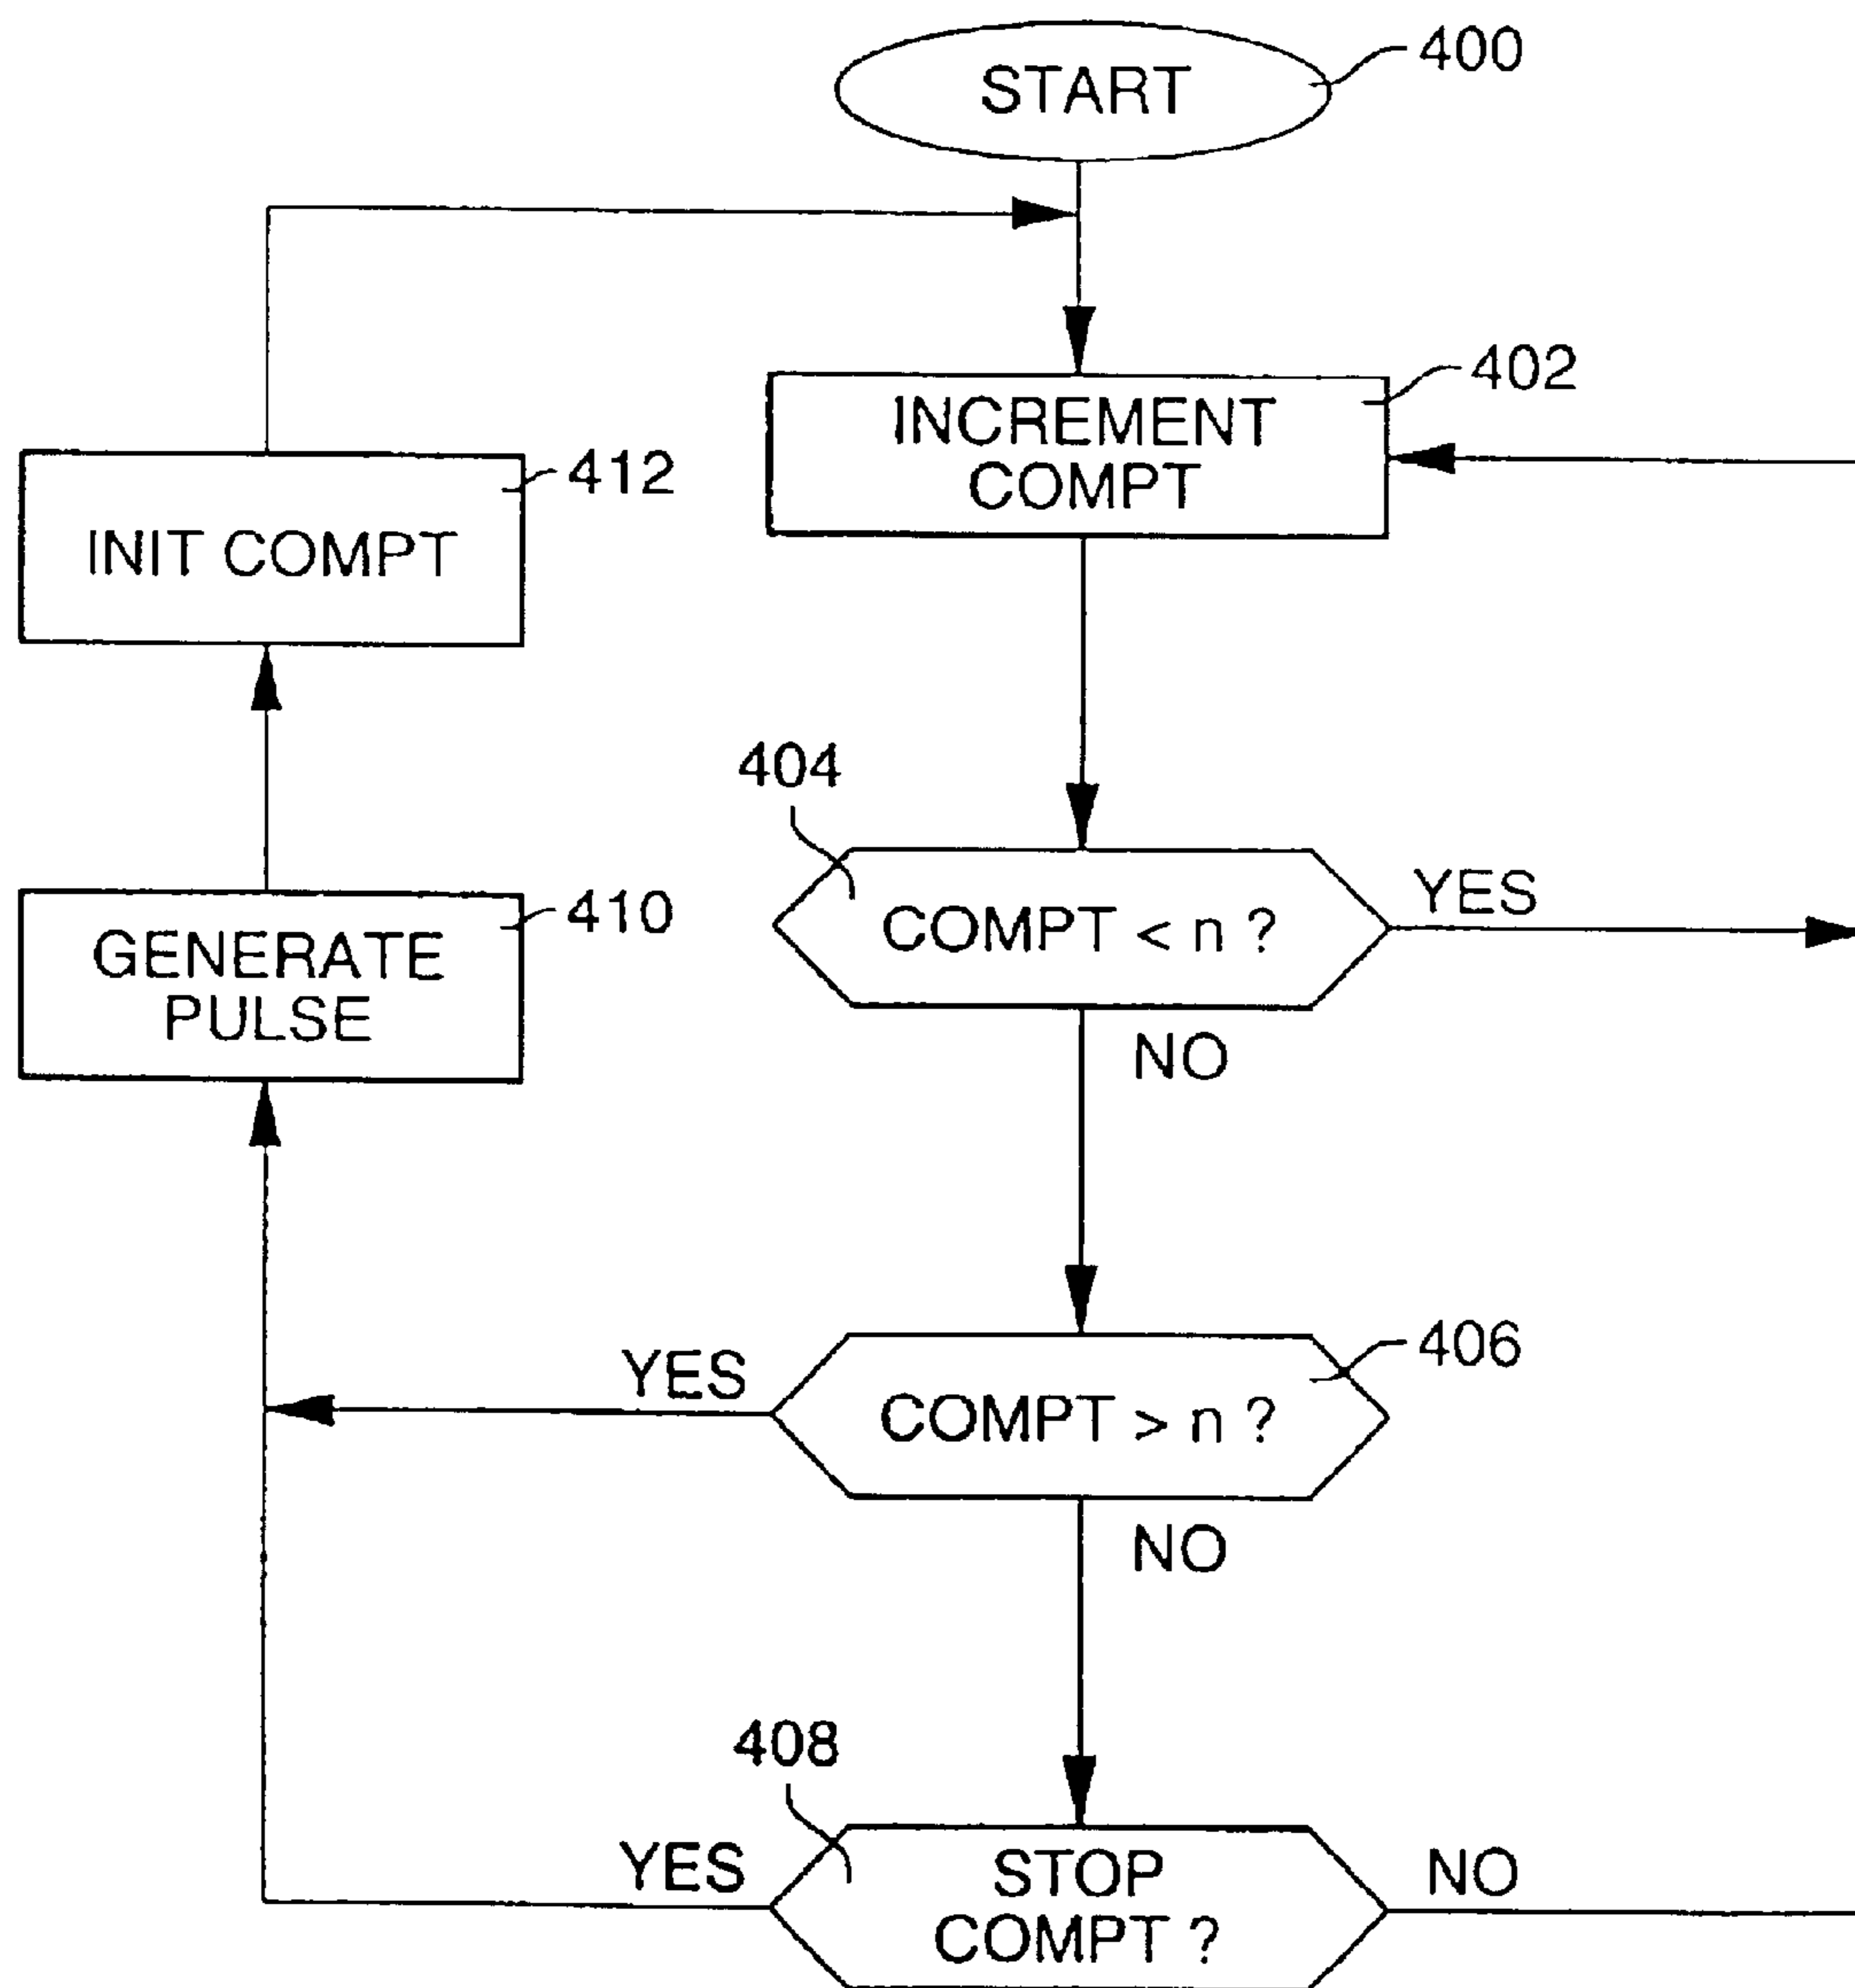 START
400
INCREMENT
COMPT
402
INIT COMPT
412
404
COMPT < n ?
YES
NO
GENERATE
PULSE
410
COMPT > n ?
406
YES
NO
408
STOP
COMPT ?
YES
NO